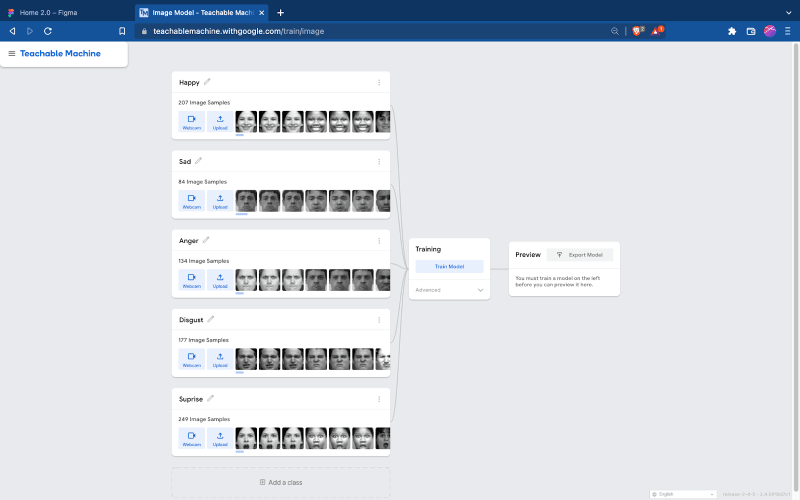 Home 2.0 – Figma
Image Model - Teachable Machi
teachablemachine.withgoogle.com/train/image
Teachable Machine
Happy
207 Image Samples
Webcam
Upload
Sad
84 Image Samples
Webcam
Upload
Anger
134 Image Samples
Webcam
Upload
Disgust
177 Image Samples
Webcam
Upload
Suprise
249 Image Samples
Webcam
Upload
Add a class
Training
Train Model
Advanced
Preview
Export Model
You must train a model on the left
before you can preview it here.
English